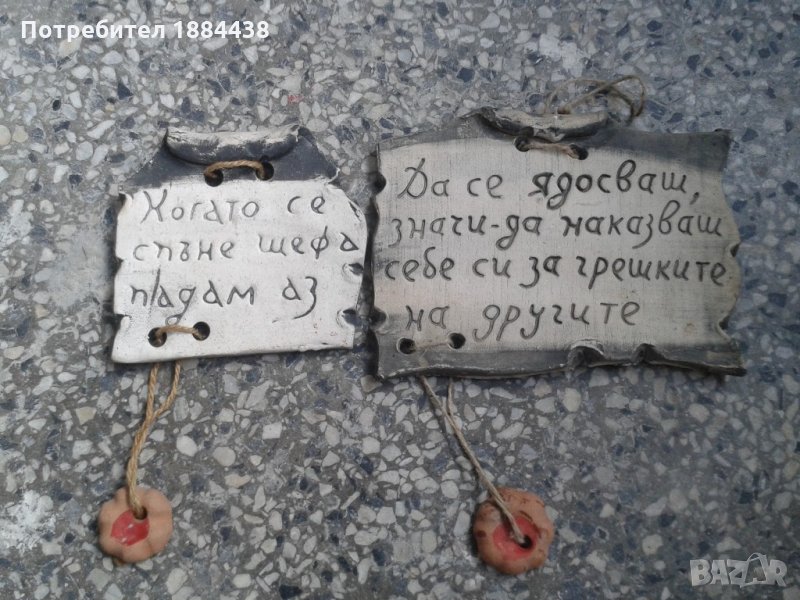 Потребител 1884438
Когато се
спъне шефа
падам аз
Да се ядосваш,
значи-да наказваш
себе си за грешките
на другите
BAZAR